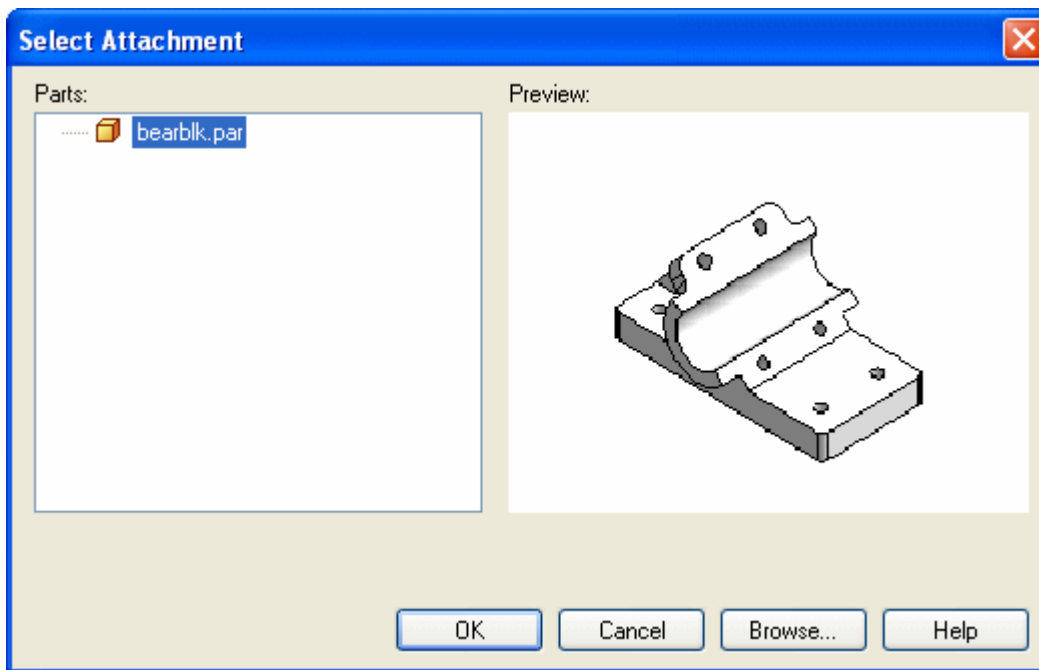 Select Attachment
Parts:
Preview:
bearblk.par
OK
Cancel
Browse...
Help